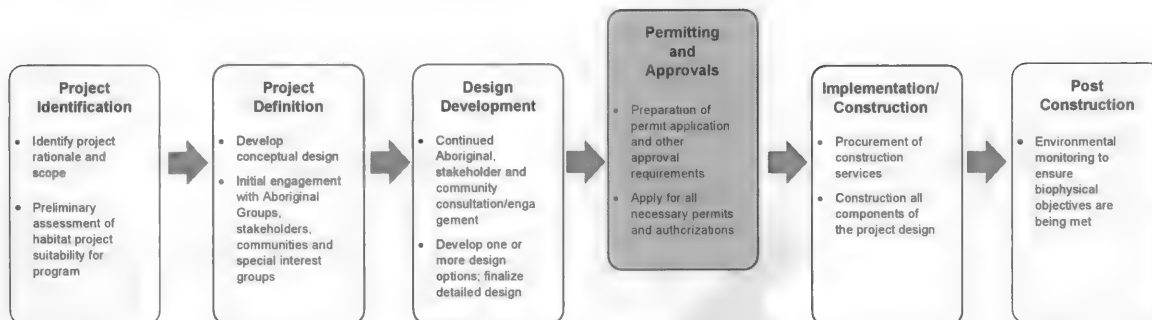 Project
Identification
• Identify project
rationale and
scope
• Preliminary
assessment of
habitat project
suitability for
program
Project
Definition
• Develop
conceptual design
• Initial engagement
with Aboriginal
Groups,
stakeholders,
communities and
special interest
groups
Design
Development
• Continued
Aboriginal,
stakeholder and
community
consultation/enga
gement
• Develop one or
more design
options; finalize
detailed design
Permitting
and
Approvals
• Preparation of
permit application
and other
approval
requirements
• Apply for all
necessary permits
and authorizations
Implementation/
Construction
• Procurement of
construction
services
• Construction all
components of
the project design
Post
Construction
• Environmental
monitoring to
ensure
biophysical
objectives are
being met